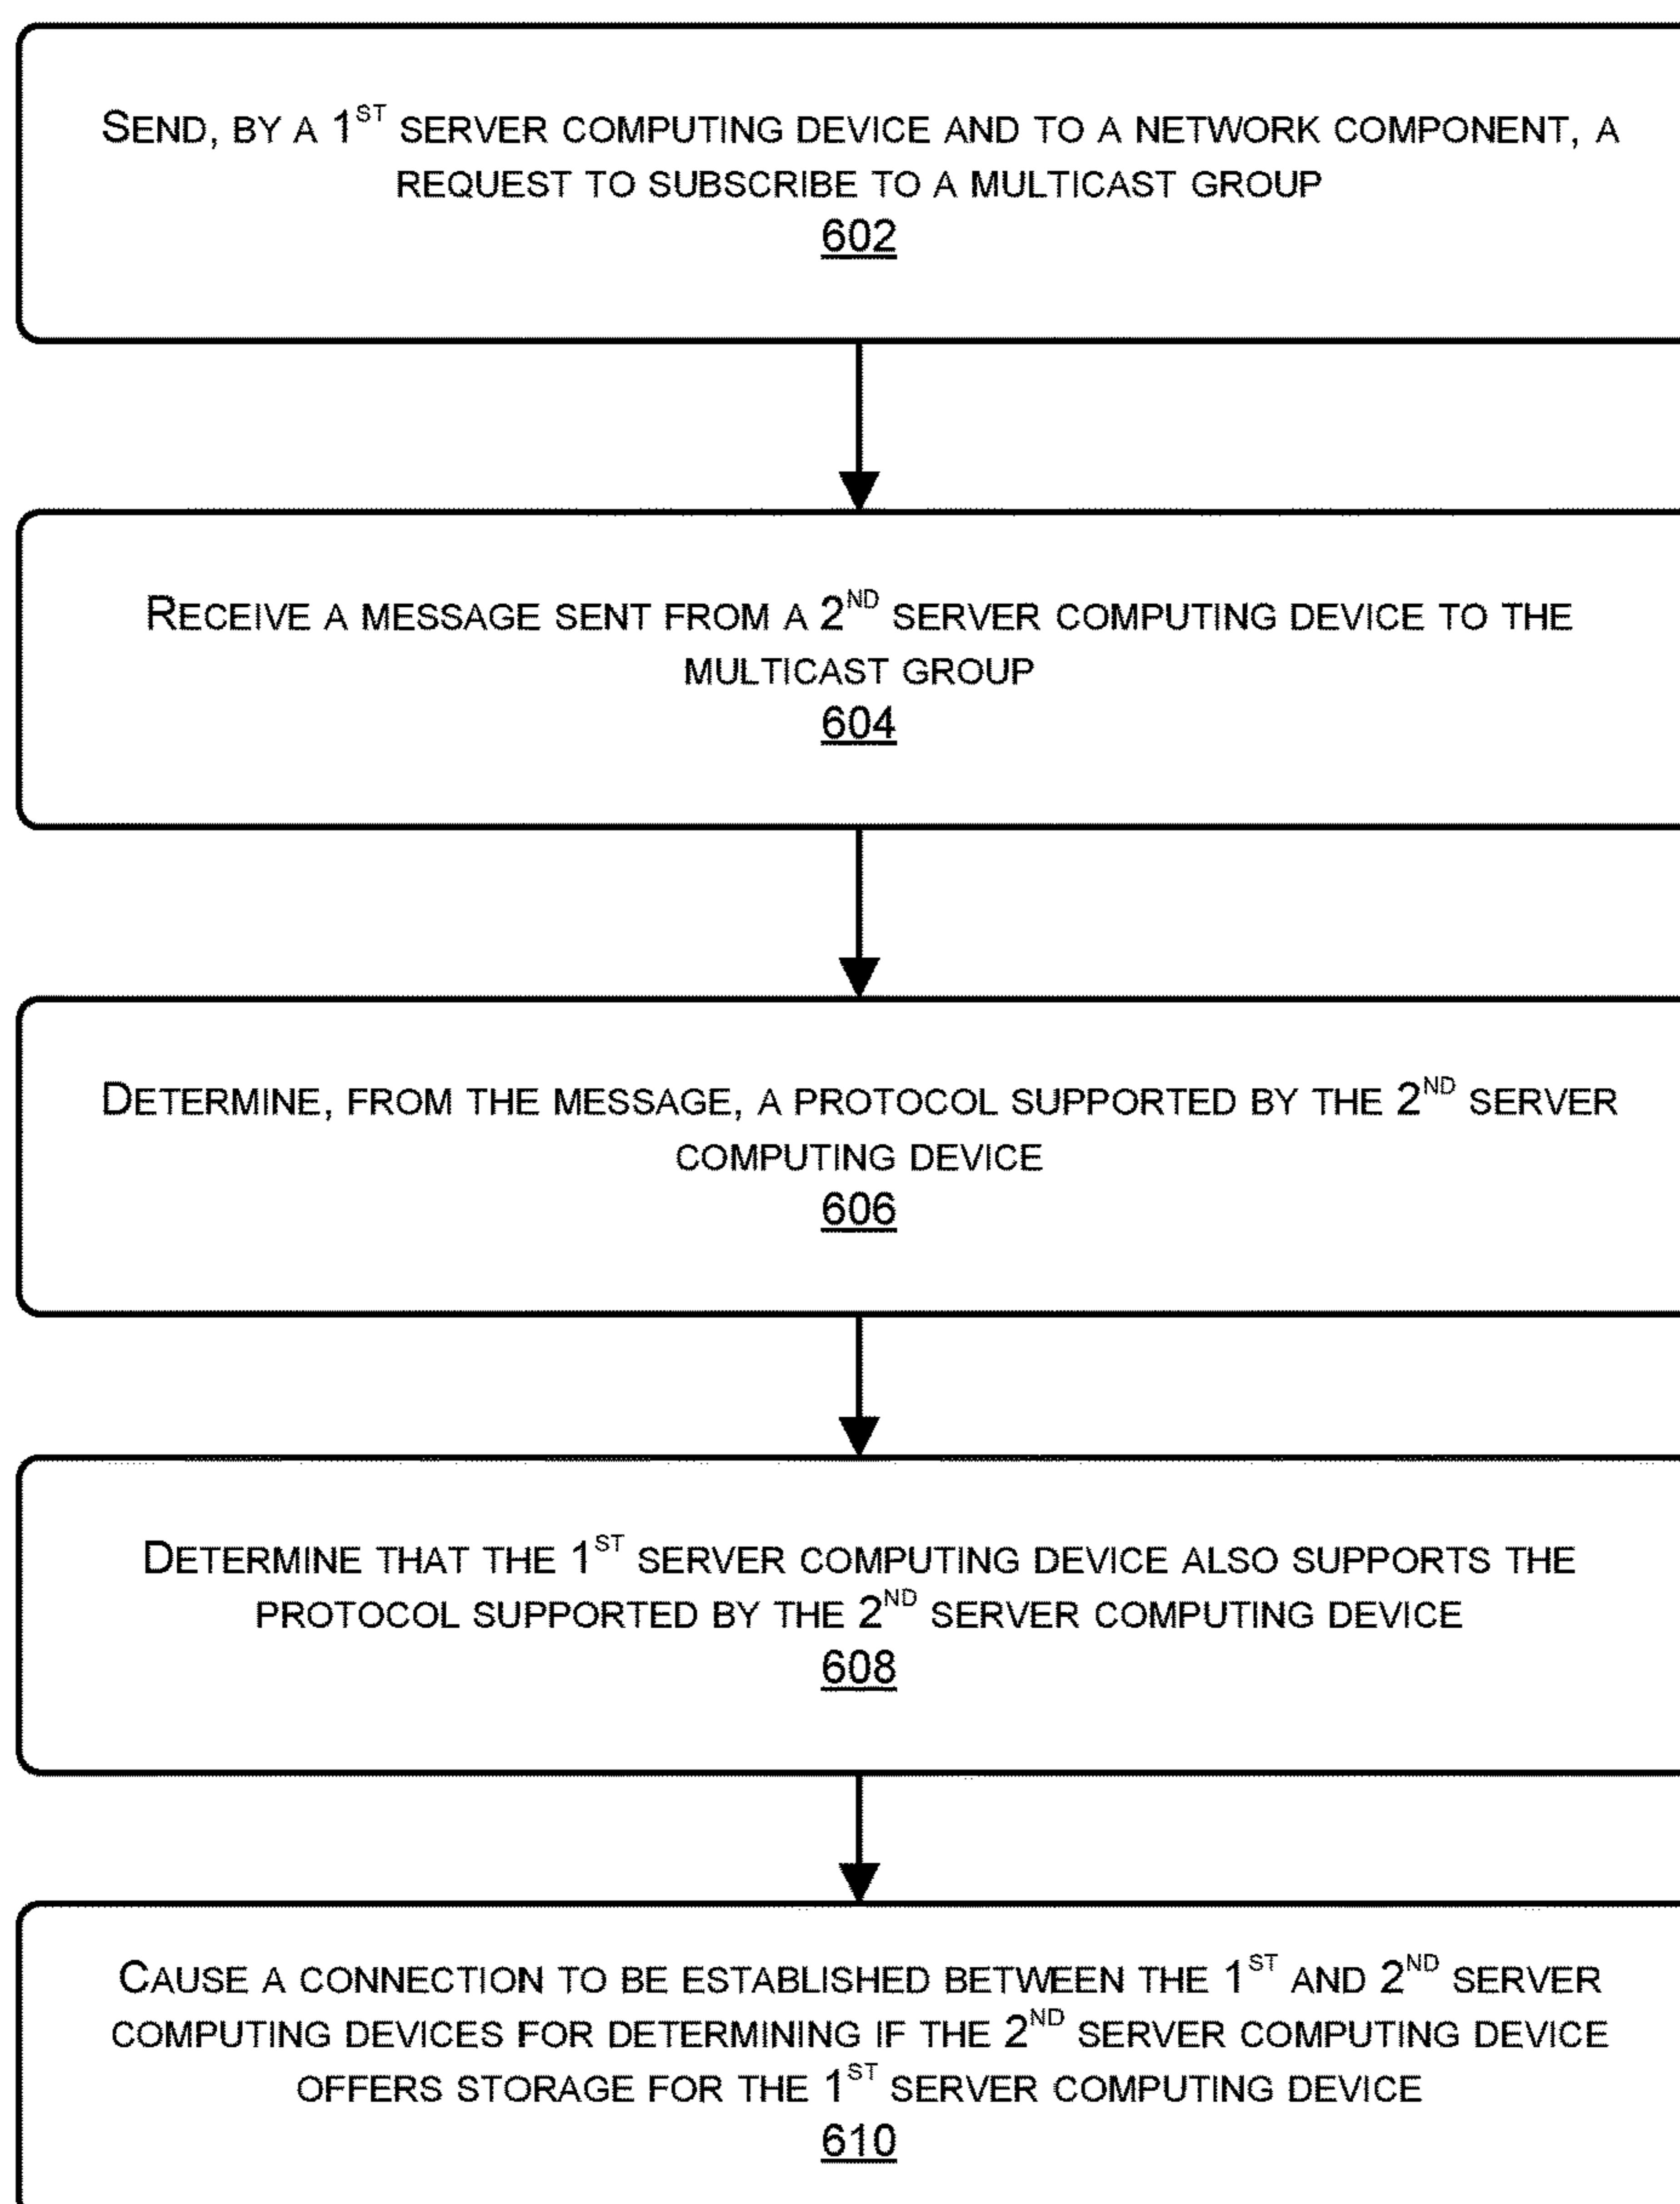 SEND, BY A 1ST SERVER COMPUTING DEVICE AND TO A NETWORK COMPONENT, A
REQUEST TO SUBSCRIBE TO A MULTICAST GROUP
602
RECEIVE A MESSAGE SENT FROM A 2ND SERVER COMPUTING DEVICE TO THE
MULTICAST GROUP
604
DETERMINE, FROM THE MESSAGE, A PROTOCOL SUPPORTED BY THE 2ND SERVER
COMPUTING DEVICE
606
DETERMINE THAT THE 1ST SERVER COMPUTING DEVICE ALSO SUPPORTS THE
PROTOCOL SUPPORTED BY THE 2ND SERVER COMPUTING DEVICE
608
CAUSE A CONNECTION TO BE ESTABLISHED BETWEEN THE 1ST AND 2ND SERVER
COMPUTING DEVICES FOR DETERMINING IF THE 2ND SERVER COMPUTING DEVICE
OFFERS STORAGE FOR THE 1ST SERVER COMPUTING DEVICE
610